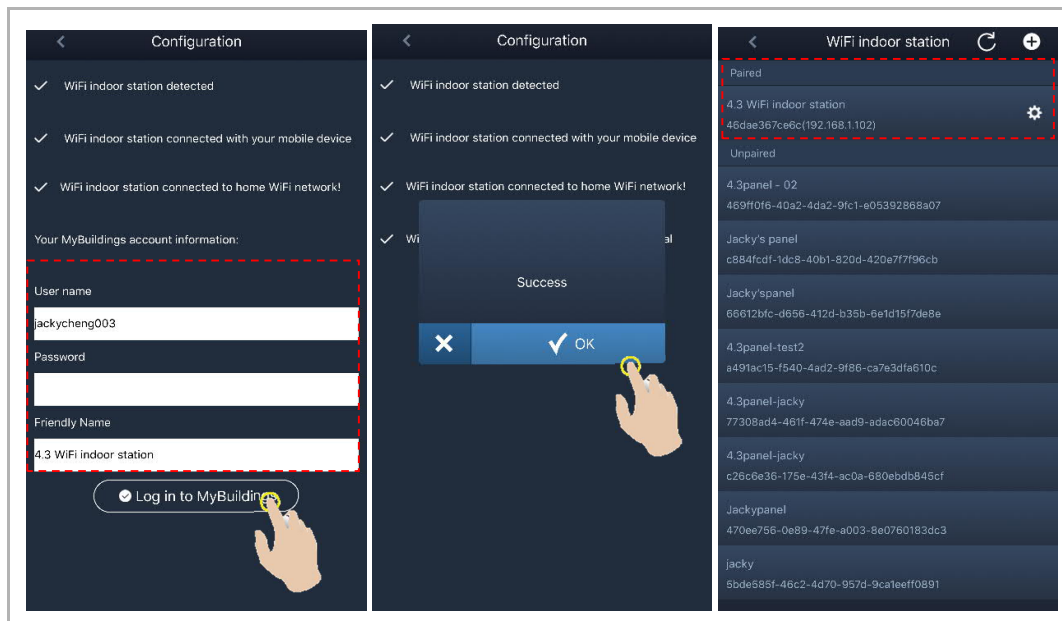 Configuration
WiFi indoor station detected
WiFi indoor station connected with your mobile device
WiFi indoor station connected to home WiFi network!
Your MyBuildings account information:
User name
jackycheng003
Password
Friendly Name
4.3 WiFi indoor station
Log in to MyBuildings
Configuration
WiFi indoor station detected
WiFi indoor station connected with your mobile device
WiFi indoor station connected to home WiFi network!
Wi
al
Success
OK
WiFi indoor station
Paired
4.3 WiFi indoor station
46dae367ce6c(192.168.1.102)
Unpaired
4.3panel - 02
469ff0f6-40a2-4da2-9fc1-e05392868a07
Jacky's panel
c884fcdf-1dc8-40b1-820d-420e7f7f96cb
Jacky'spanel
66612bfc-d656-412d-b35b-6e1d15f7de8e
4.3panel-test2
a491ac15-f540-4ad2-9f86-ca7e3dfa610c
4.3panel-jacky
77308ad4-461f-474e-aad9-adac60046ba7
4.3panel-jacky
c26c6e36-175e-43f4-ac0a-680ebdb845cf
Jackypanel
470ee756-0e89-47fe-a003-8e0760183dc3
jacky
5bde585f-46c2-4d70-957d-9ca1eeff0891